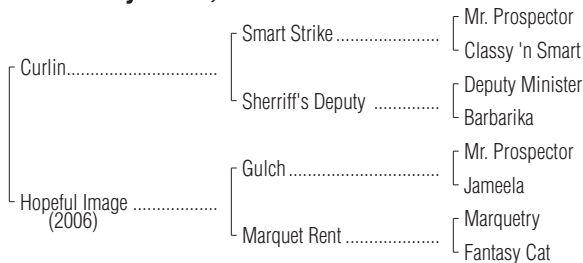 Mr. Prospector
Smart Strike
Classy 'n Smart
Curlin
Deputy Minister
Sherriff's Deputy
Barbarika
Mr. Prospector
Gulch
Jameela
Hopeful Image
(2006)
Marquetry
Marquet Rent
Fantasy Cat